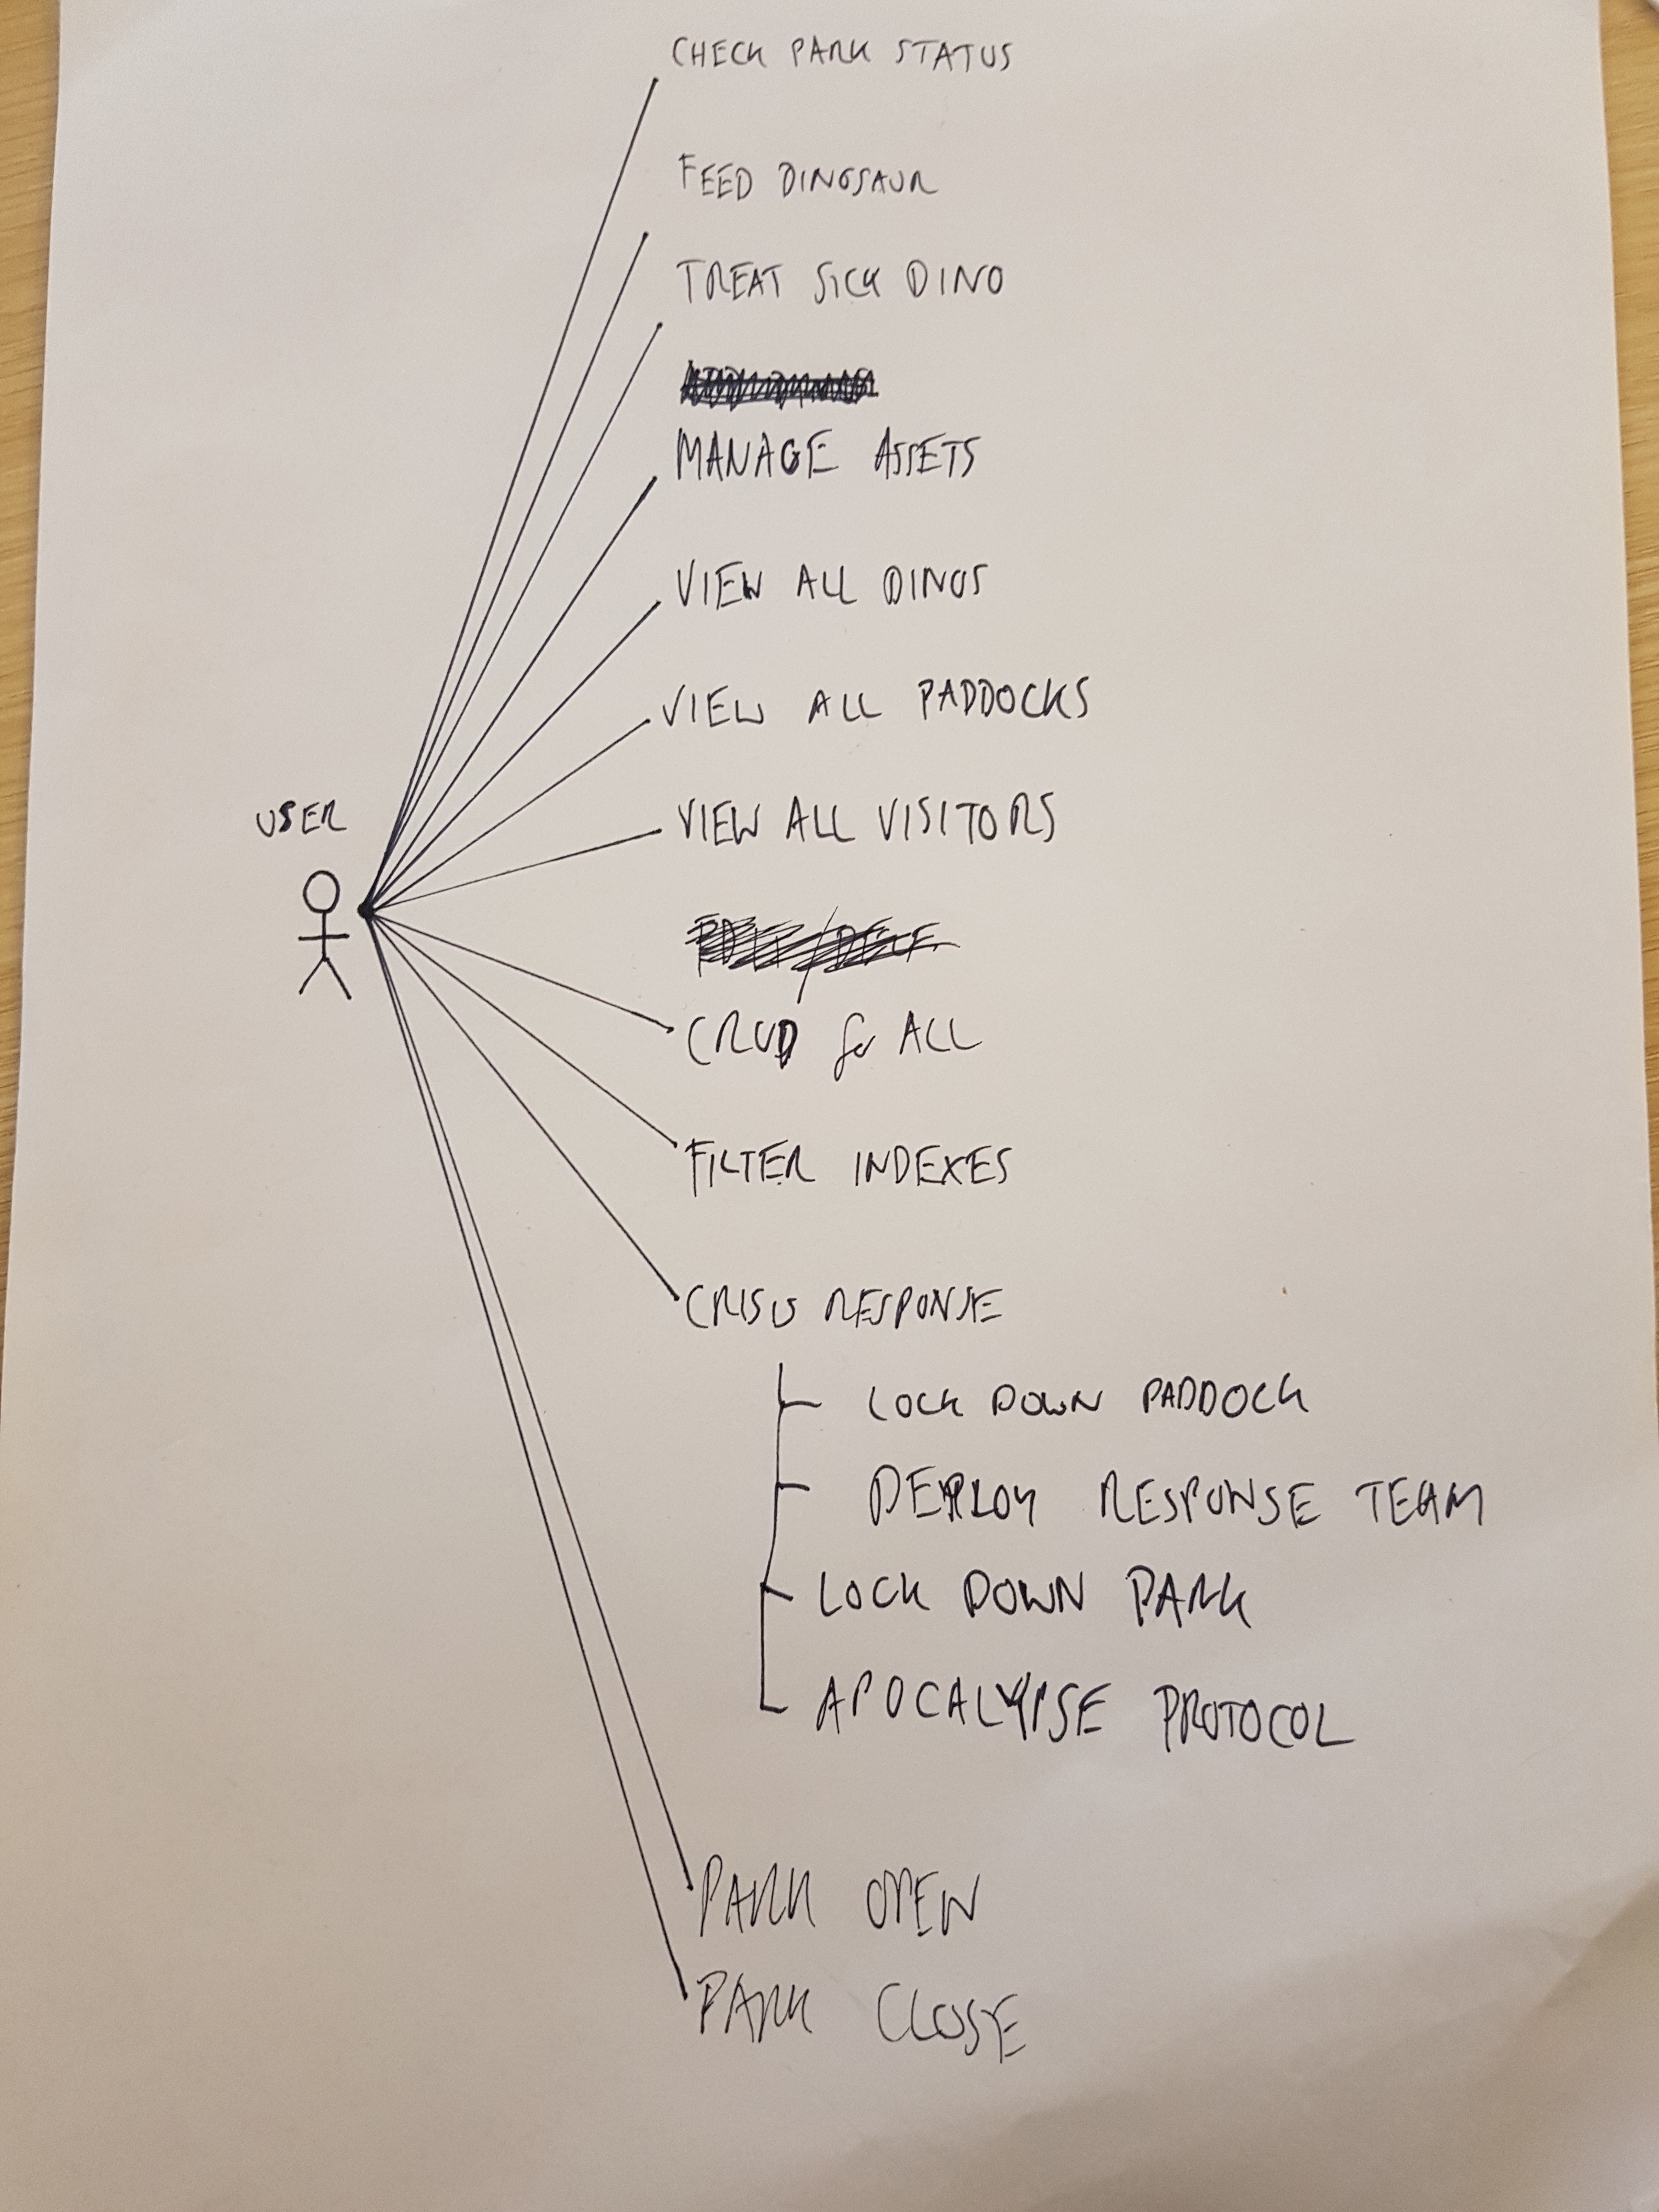 CHECK PARK STATUS
FEED DINOSAUR
TREAT SICK DINO
MANAGE ASSETS
VIEW ALL DINOS
VIEW ALL PADDOCKS
USER
VIEW ALL VISITORS
CRUD for ALL
FILTER INDEXES
CRISIS RESPONSE
LOCK DOWN PADDOCK
DEPLOY RESPONSE TEAM
LOCK DOWN PARK
APOCALYPSE PROTOCOL
PARK OPEN
PARK CLOSE